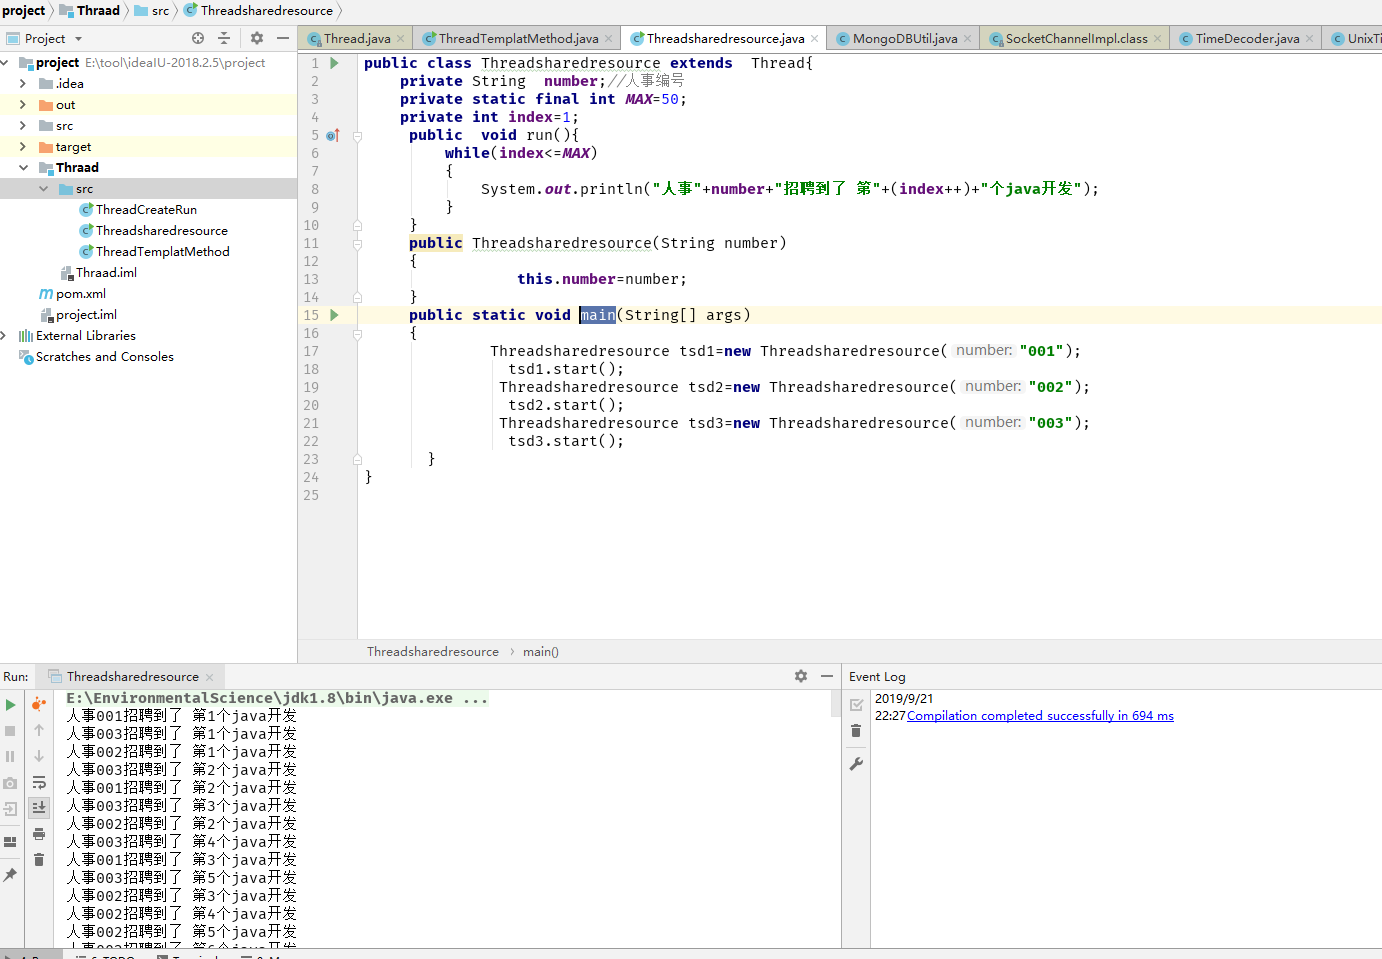 project Thraad src Threadsharedresource
Project
Thread.java ThreadTemplatMethod.java Threadsharedresource.java MongoDBUtil.java SocketChannelImpl.class TimeDecoder.java UnixTi
project E:\tool\ideaIU-2018.2.5\project
.idea
out
src
target
Thraad
src
ThreadCreateRun
Threadsharedresource
ThreadTemplatMethod
Thraad.iml
pom.xml
project.iml
External Libraries
Scratches and Consoles
1 public class Threadsharedresource extends  Thread{
2 private String  number;//人事编号
3 private static final int MAX=50;
4 private int index=1;
5 public  void run(){
6 while(index<=MAX)
7 {
8 System.out.println("人事"+number+"招聘到了 第"+(index++)+"个java开发");
9 }
10 }
11 public Threadsharedresource(String number)
12 {
13 this.number=number;
14 }
15 public static void main(String[] args)
16 {
17 Threadsharedresource tsd1=new Threadsharedresource( number: "001");
18 tsd1.start();
19 Threadsharedresource tsd2=new Threadsharedresource( number: "002");
20 tsd2.start();
21 Threadsharedresource tsd3=new Threadsharedresource( number: "003");
22 tsd3.start();
23 }
24 }
25
Threadsharedresource main()
Run: Threadsharedresource
E:\EnvironmentalScience\jdk1.8\bin\java.exe ...
人事001招聘到了 第1个java开发
人事003招聘到了 第1个java开发
人事002招聘到了 第1个java开发
人事003招聘到了 第2个java开发
人事001招聘到了 第2个java开发
人事003招聘到了 第3个java开发
人事002招聘到了 第2个java开发
人事003招聘到了 第4个java开发
人事001招聘到了 第3个java开发
人事003招聘到了 第5个java开发
人事002招聘到了 第3个java开发
人事002招聘到了 第4个java开发
人事002招聘到了 第5个java开发
Event Log
2019/9/21
22:27 Compilation completed successfully in 694 ms